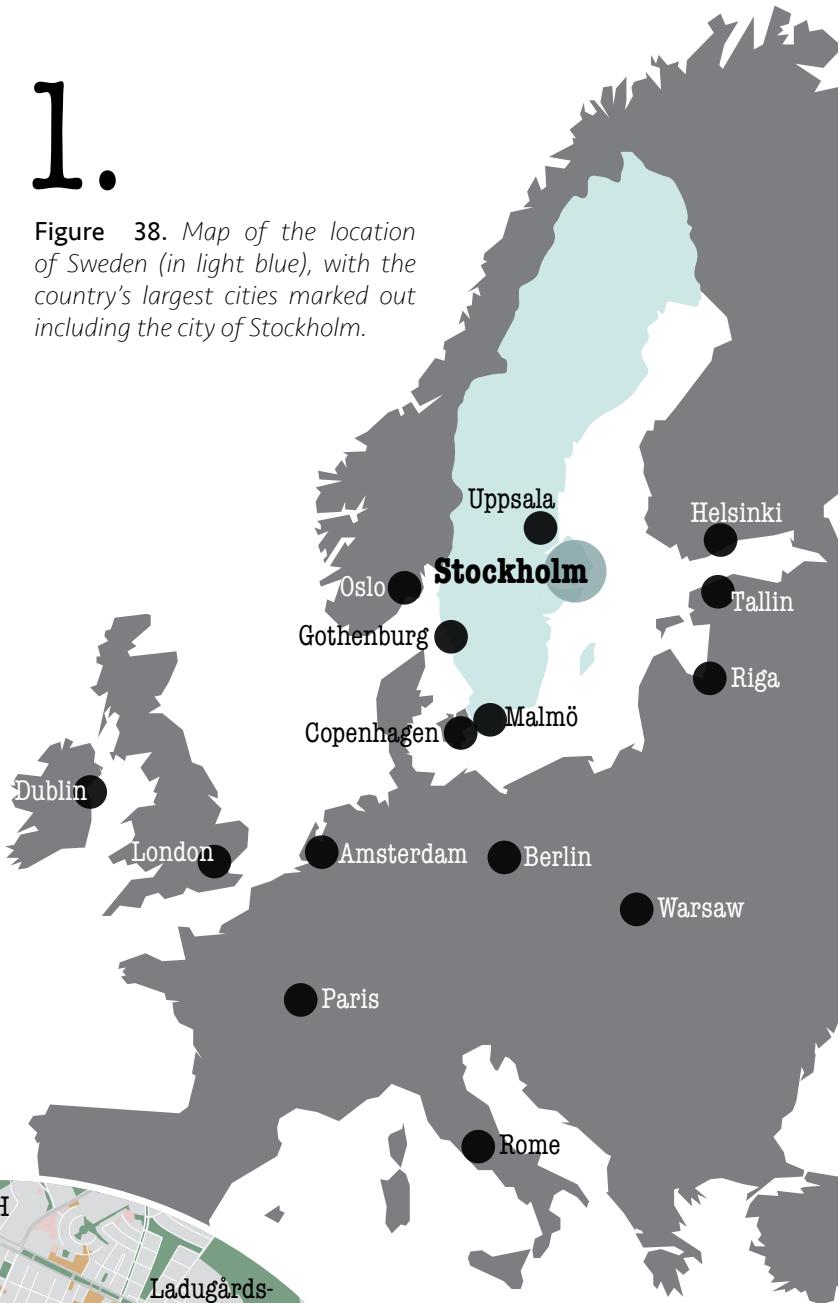 1.
Figure 38. Map of the location
of Sweden (in light blue), with the
country's largest cities marked out
including the city of Stockholm.
Uppsala
Helsinki
Stockholm
Oslo
Tallin
Gothenburg
Riga
Malmö
Copenhagen
Dublin
London
Amsterdam
Berlin
Warsaw
Paris
Rome
H
Ladugårds-